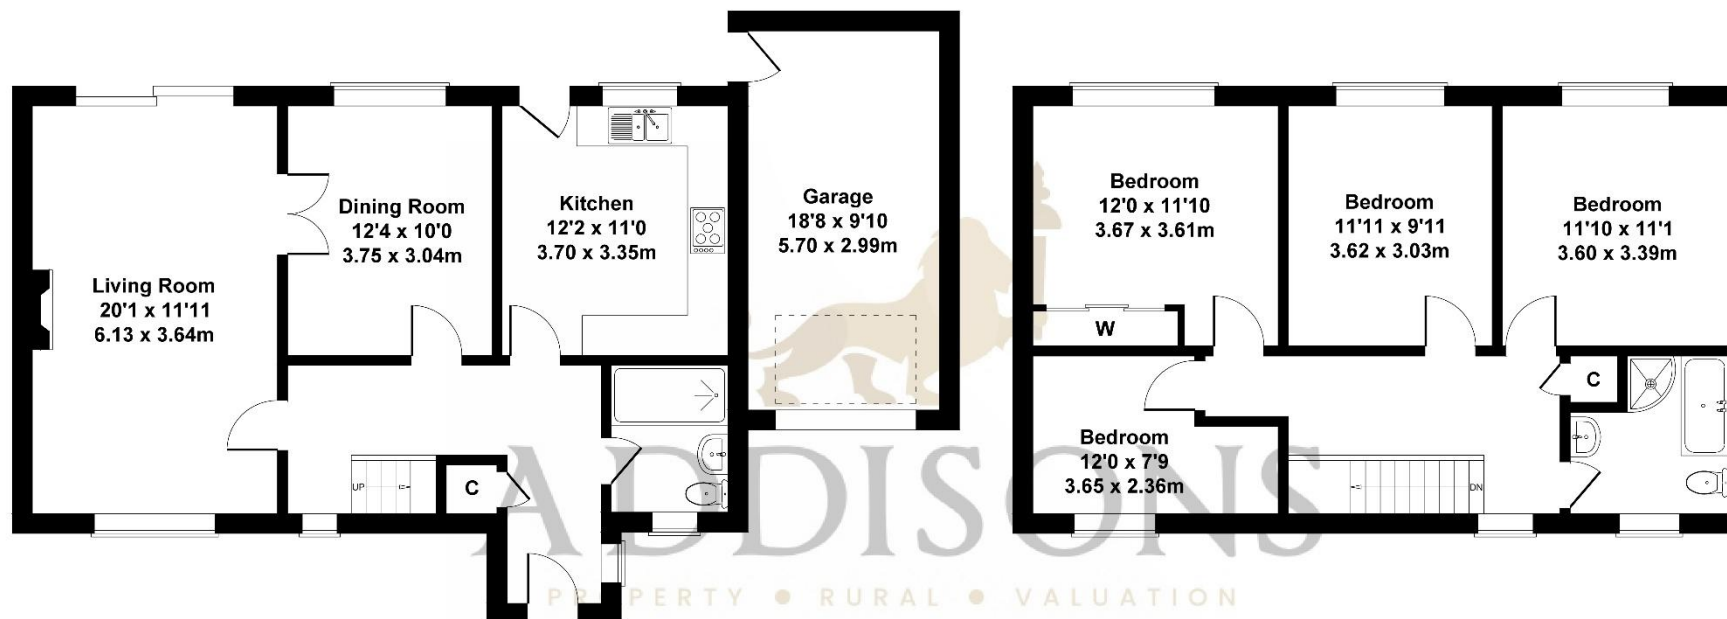 Living Room
20'1 x 11'11
6.13 x 3.64m
Dining Room
12'4 x 10'0
3.75 x 3.04m
Kitchen
12'2 x 11'0
3.70 x 3.35m
Garage
18'8 x 9'10
5.70 x 2.99m
UP
C
Bedroom
12'0 x 11'10
3.67 x 3.61m
W
Bedroom
11'11 x 9'11
3.62 x 3.03m
Bedroom
11'10 x 11'1
3.60 x 3.39m
C
Bedroom
12'0 x 7'9
3.65 x 2.36m
DN
ADDISONS
PROPERTY • RURAL • VALUATION